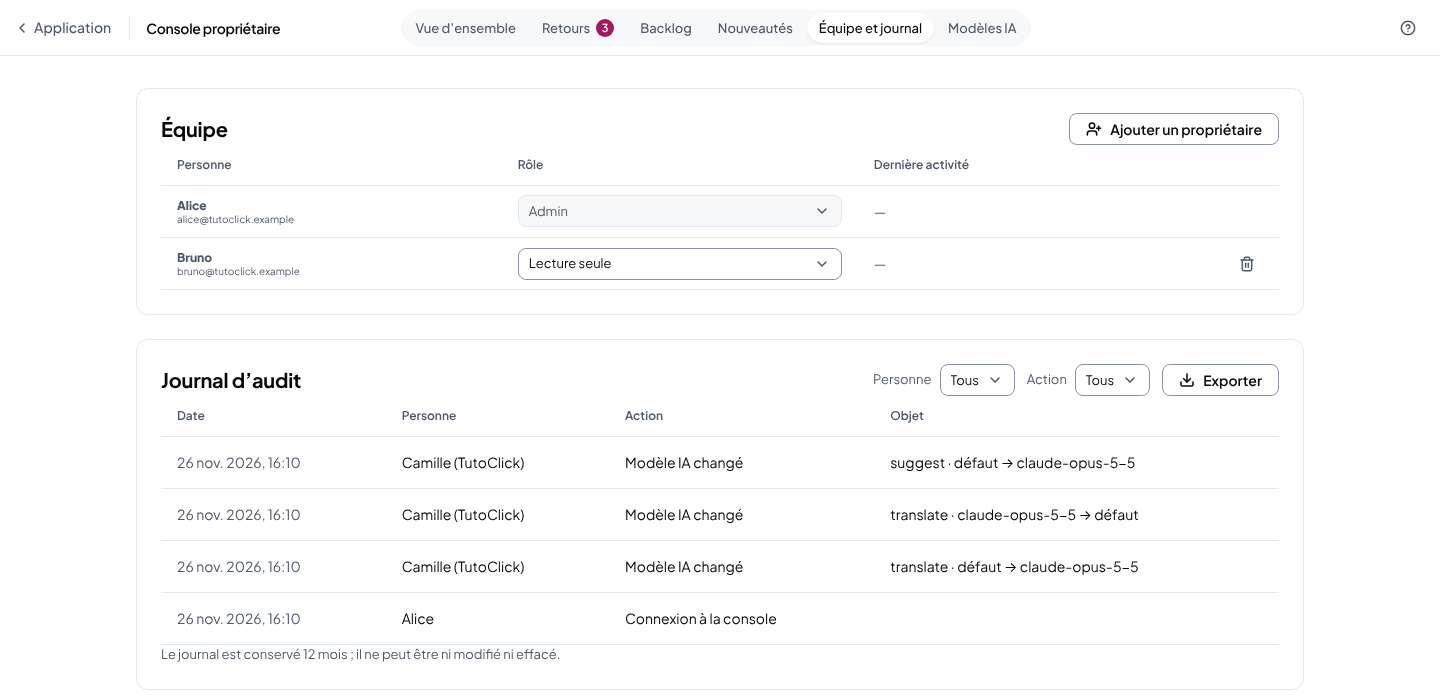 Application
Console propriétaire
Vue d’ensemble
Retours 3
Backlog
Nouveautés
Équipe et journal
Modèles IA
Équipe
Ajouter un propriétaire
Personne Rôle Dernière activité
Alice
alice@tutoclick.example
Admin
—
Bruno
bruno@tutoclick.example
Lecture seule
—
Journal d’audit
Personne Tous Action Tous Exporter
Date Personne Action Objet
26 nov. 2026, 16:10 Camille (TutoClick) Modèle IA changé suggest · défaut → claude-opus-5-5
26 nov. 2026, 16:10 Camille (TutoClick) Modèle IA changé translate · claude-opus-5-5 → défaut
26 nov. 2026, 16:10 Camille (TutoClick) Modèle IA changé translate · défaut → claude-opus-5-5
26 nov. 2026, 16:10 Alice Connexion à la console
Le journal est conservé 12 mois ; il ne peut être ni modifié ni effacé.